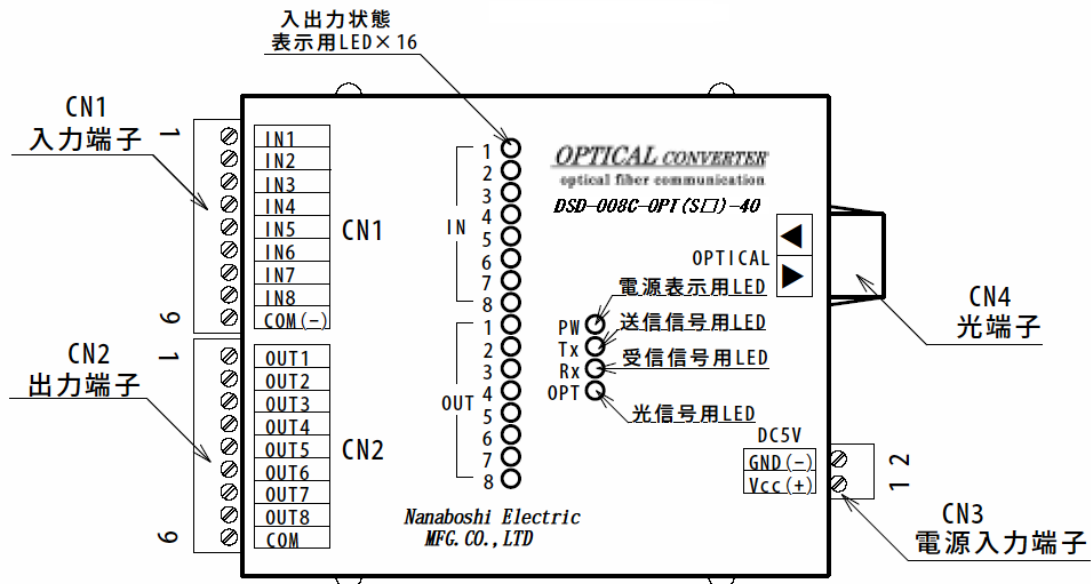 入出力状態
表示用LED×16
CN1
入力端子
1
9
IN1
IN2
IN3
IN4
IN5
IN6
IN7
IN8
COM(-)
CN1
CN2
出力端子
1
9
OUT1
OUT2
OUT3
OUT4
OUT5
OUT6
OUT7
OUT8
COM
CN2
IN
1
2
3
4
5
6
7
8
OUT
1
2
3
4
5
6
7
8
OPTICAL CONVERTER
optical fiber communication
DSD-008C-OPT(S□)-40
OPTICAL
◀
▶
電源表示用LED
PW
送信信号用LED
Tx
受信信号用LED
Rx
OPT
光信号用LED
CN4
光端子
DC5V
GND(-)
Vcc(+)
2
1
CN3
電源入力端子
Nanaboshi Electric
MFG.CO.,LTD